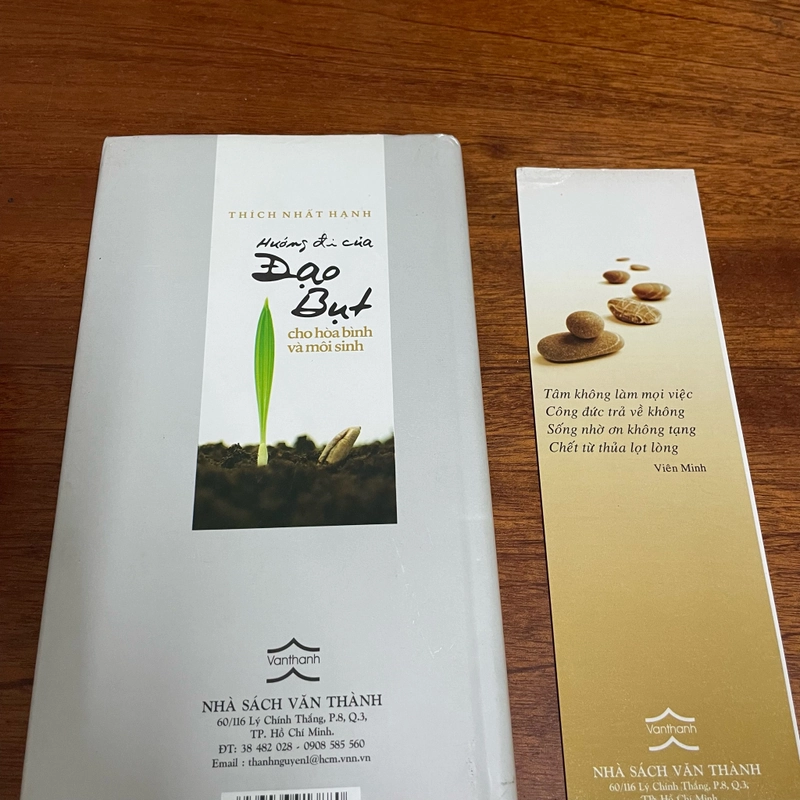 THÍCH NHẤT HẠNH
Hướng đi của
Đạo
Bụt
cho hòa bình
và môi sinh
Vanthanh
NHÀ SÁCH VĂN THÀNH
60/116 Lý Chính Thắng, P.8, Q.3,
TP. Hồ Chí Minh.
ĐT: 38 482 028 - 0908 585 560
Email : thanhnguyen1@hcm.vnn.vn
Tâm không làm mọi việc
Công đức trả về không
Sống nhờ ơn không tạng
Chết từ thủa lọt lòng
Viên Minh
Vanthanh
NHÀ SÁCH VĂN THÀNH
60/116 Lý Chính Thắng, P.8, Q.3,
TP. Hồ Chí Minh